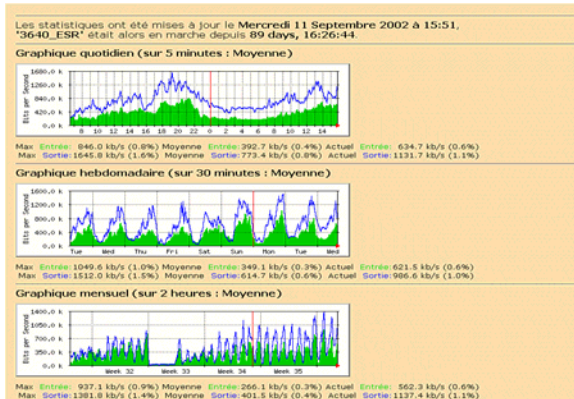 Les statistiques ont été mises à jour le Mercredi 11 Septembre 2002 à 15:51,
'3640_ESR' était alors en marche depuis 89 days, 16:26:44.
Graphique quotidien (sur 5 minutes : Moyenne)
Bits per Second
1680.0 k
1260.0 k
840.0 k
420.0 k
0.0 k
8 10 12 14 16 18 20 22 0 2 4 6 8 10 12 14
Max Entrée: 846.0 kb/s (0.8%) Moyenne Entrée: 392.7 kb/s (0.4%) Actuel Entrée: 634.7 kb/s (0.6%)
Max Sortie: 1645.8 kb/s (1.6%) Moyenne Sortie: 773.4 kb/s (0.8%) Actuel Sortie: 1131.7 kb/s (1.1%)
Graphique hebdomadaire (sur 30 minutes : Moyenne)
Bits per Second
1600.0 k
1200.0 k
800.0 k
400.0 k
0.0 k
Tue Wed Thu Fri Sat Sun Mon Tue Wed
Max Entrée: 1049.6 kb/s (1.0%) Moyenne Entrée: 349.1 kb/s (0.3%) Actuel Entrée: 621.5 kb/s (0.6%)
Max Sortie: 1512.0 kb/s (1.5%) Moyenne Sortie: 614.7 kb/s (0.6%) Actuel Sortie: 986.6 kb/s (1.0%)
Graphique mensuel (sur 2 heures : Moyenne)
Bits per Second
1400.0 k
1050.0 k
700.0 k
350.0 k
0.0 k
Week 32 Week 33 Week 34 Week 35
Max Entrée: 937.1 kb/s (0.9%) Moyenne Entrée: 266.1 kb/s (0.3%) Actuel Entrée: 562.3 kb/s (0.6%)
Max Sortie: 1381.8 kb/s (1.4%) Moyenne Sortie: 401.5 kb/s (0.4%) Actuel Sortie: 1137.4 kb/s (1.1%)